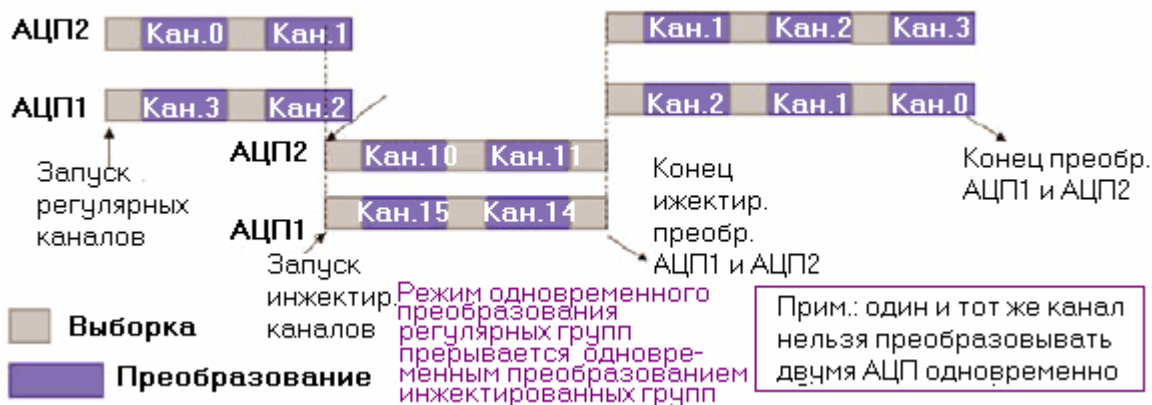 АЦП2 Кан.0 Кан.1 Кан.1 Кан.2 Кан.3
АЦП1 Кан.3 Кан.2 Кан.2 Кан.1 Кан.0
АЦП2 Кан.10 Кан.11
АЦП1 Кан.15 Кан.14
Запуск
регулярных
каналов
Запуск
инжектир.
каналов
Конец
ижектир.
преобр.
АЦП1 и АЦП2
Конец преобр.
АЦП1 и АЦП2
Выборка
Преобразование
Режим одновременного
преобразования
регулярных групп
прерывается одновре-
менным преобразованием
инжектированных групп
Прим.: один и тот же канал
нельзя преобразовывать
двумя АЦП одновременно